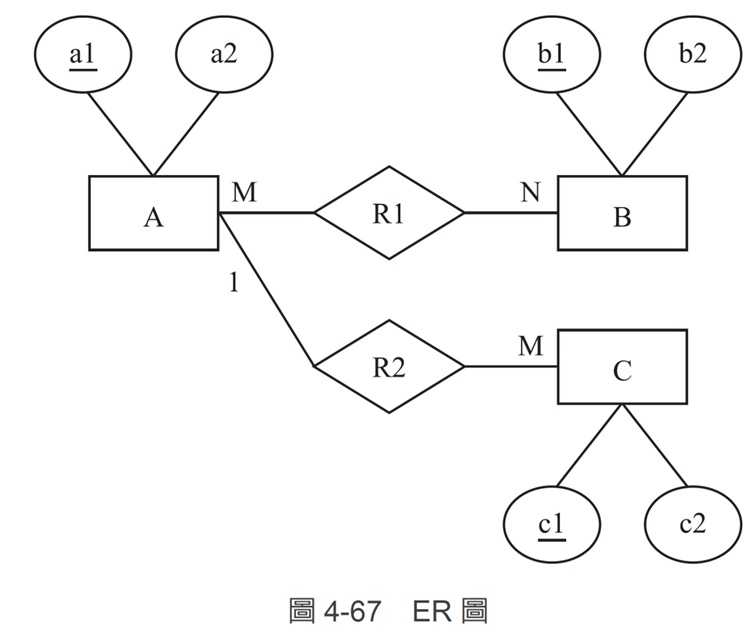 a1 a2 b1 b2
M N
A R1 B
1
M
R2 C
c1 c2
圖 4-67 ER 圖